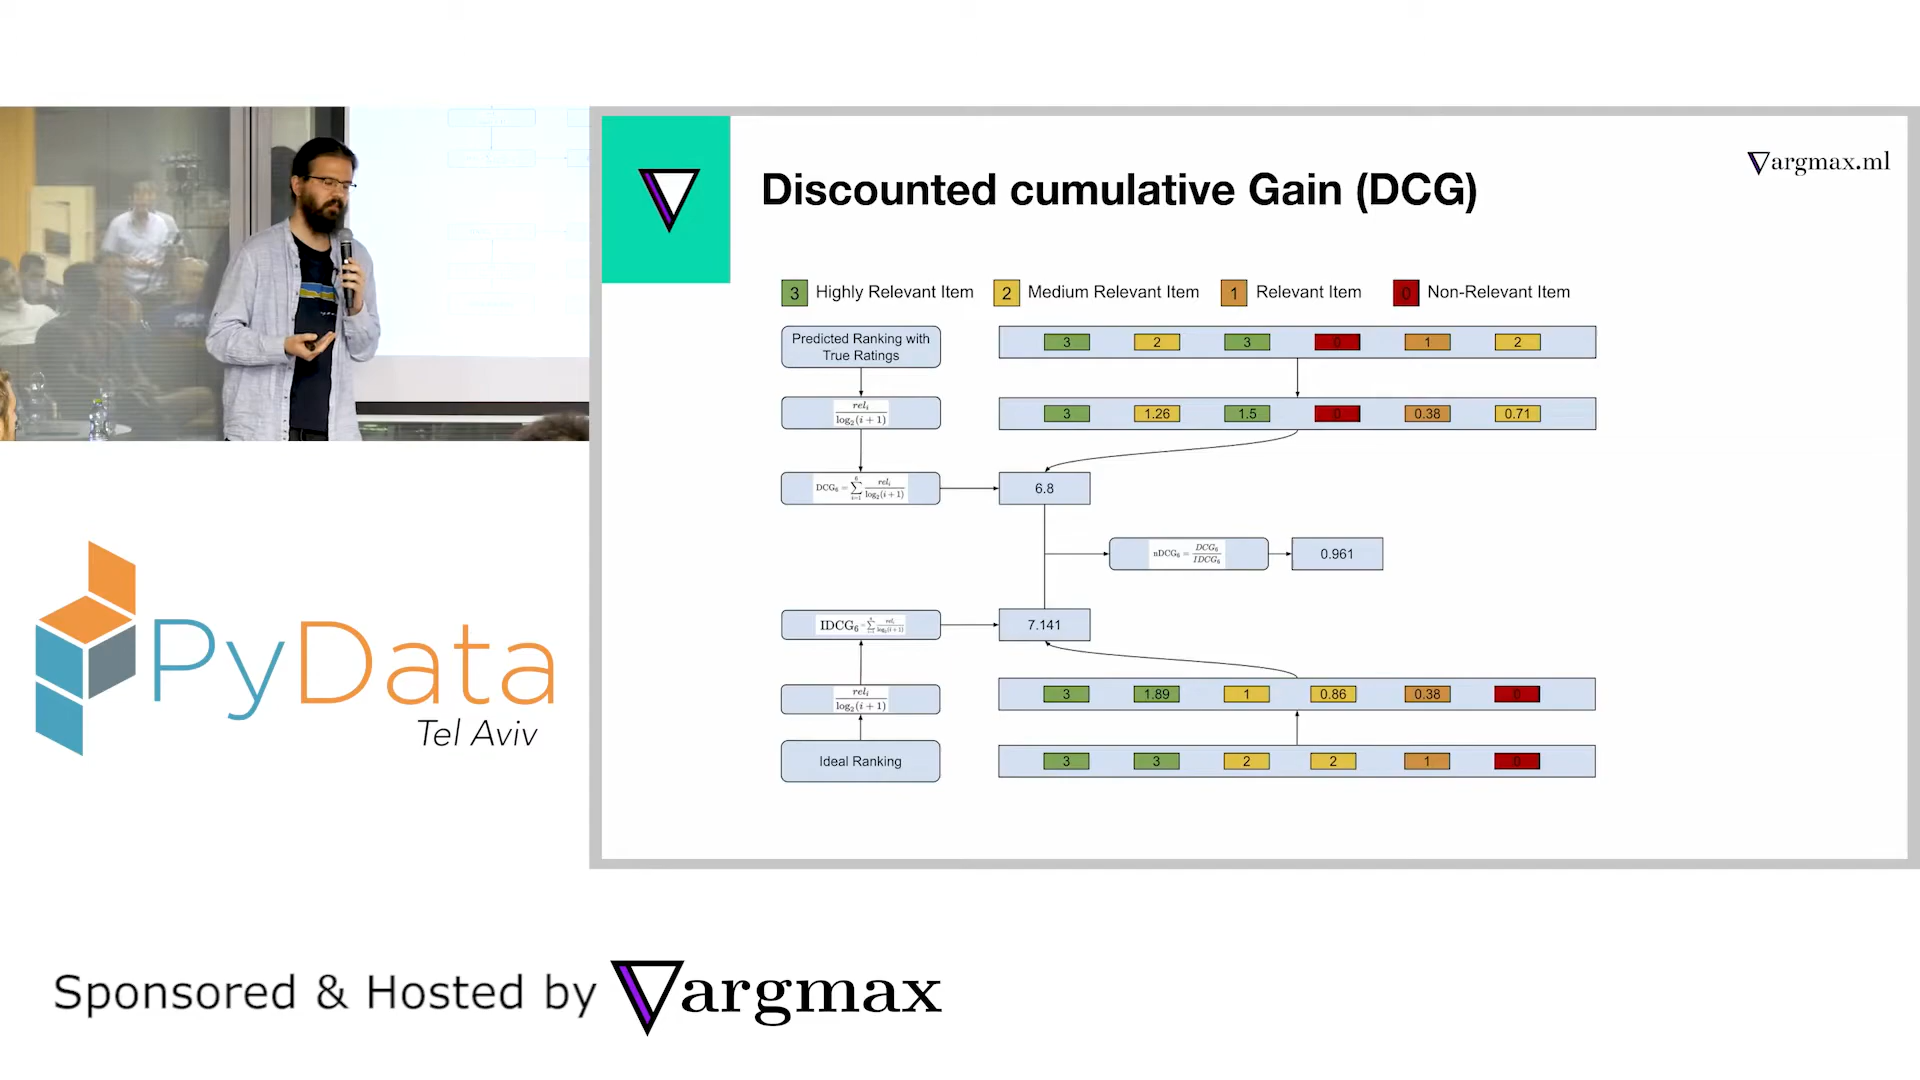 Discounted cumulative Gain (DCG)
argmax.ml
3 Highly Relevant Item 2 Medium Relevant Item 1 Relevant Item 0 Non-Relevant Item
Predicted Ranking with
True Ratings
3 2 3 0 1 2
rel_i / log_2(i + 1)
3 1.26 1.5 0 0.38 0.71
DCG_6 = ∑_{i=1}^{6} rel_i / log_2(i+1)
6.8
nDCG_6 = DCG_6 / IDCG_6
0.961
IDCG_6 = ∑_{i=1}^{6} rel_i / log_2(i+1)
7.141
rel_i / log_2(i + 1)
3 1.89 1 0.86 0.38 0
Ideal Ranking
3 3 2 2 1 0
PyData
Tel Aviv
Sponsored & Hosted by argmax